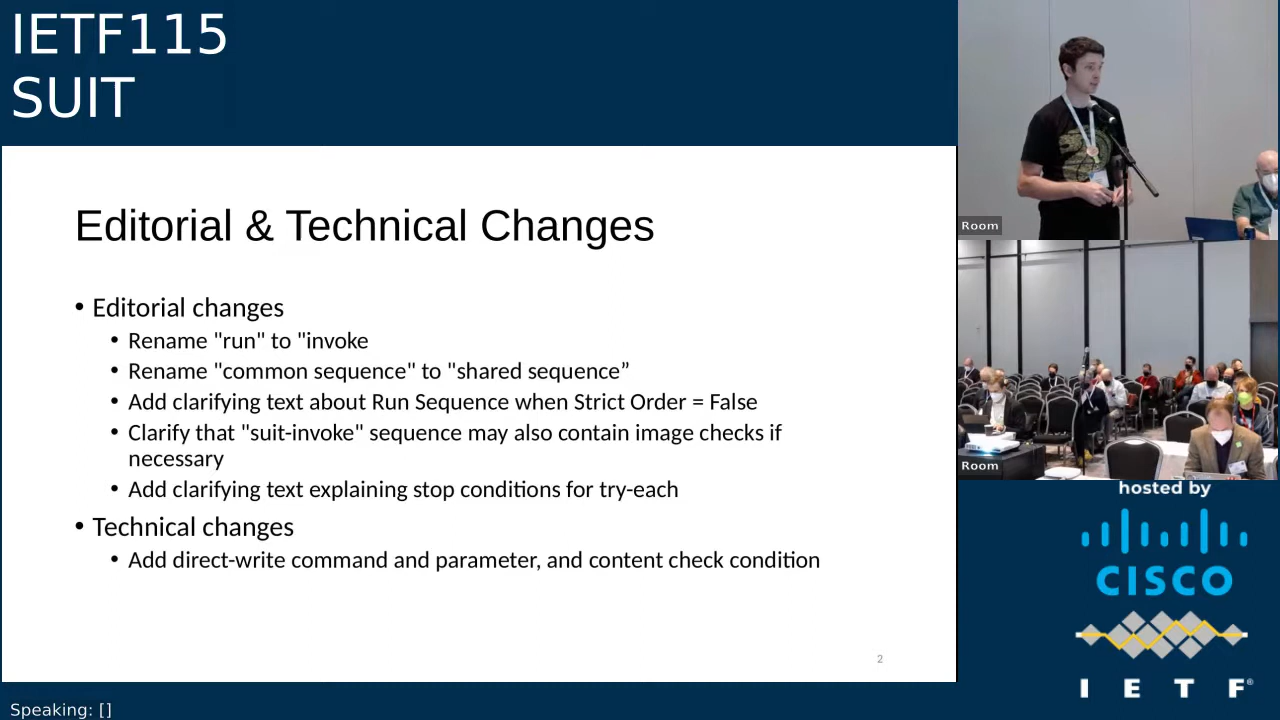 IETF115
SUIT
Editorial & Technical Changes
• Editorial changes
• Rename "run" to "invoke
• Rename "common sequence" to "shared sequence”
• Add clarifying text about Run Sequence when Strict Order = False
• Clarify that "suit-invoke" sequence may also contain image checks if
necessary
• Add clarifying text explaining stop conditions for try-each
• Technical changes
• Add direct-write command and parameter, and content check condition
2
Speaking: []
Room
Room
hosted by
CISCO
I E T F®